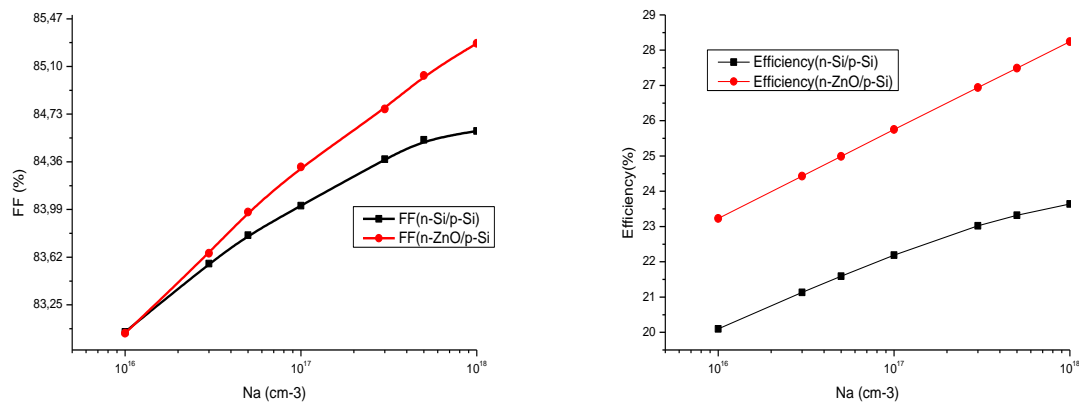 85,47
85,10
84,73
84,36
83,99
83,62
83,25
FF (%)
FF(n-Si/p-Si)
FF(n-ZnO/p-Si
10¹⁶
10¹⁷
10¹⁸
Na (cm-3)
29
28
27
26
25
24
23
22
21
20
Efficiency(%)
Efficiency(n-Si/p-Si)
Efficiency(n-ZnO/p-Si)
10¹⁶
10¹⁷
10¹⁸
Na (cm-3)